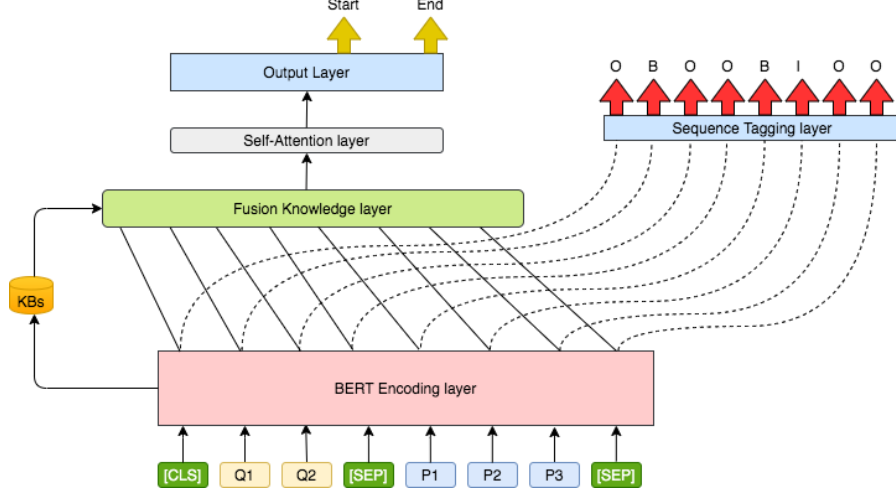 Start End
Output Layer
O B O O B I O O
Sequence Tagging layer
Self-Attention layer
Fusion Knowledge layer
KBs
BERT Encoding layer
[CLS] Q1 Q2 [SEP] P1 P2 P3 [SEP]